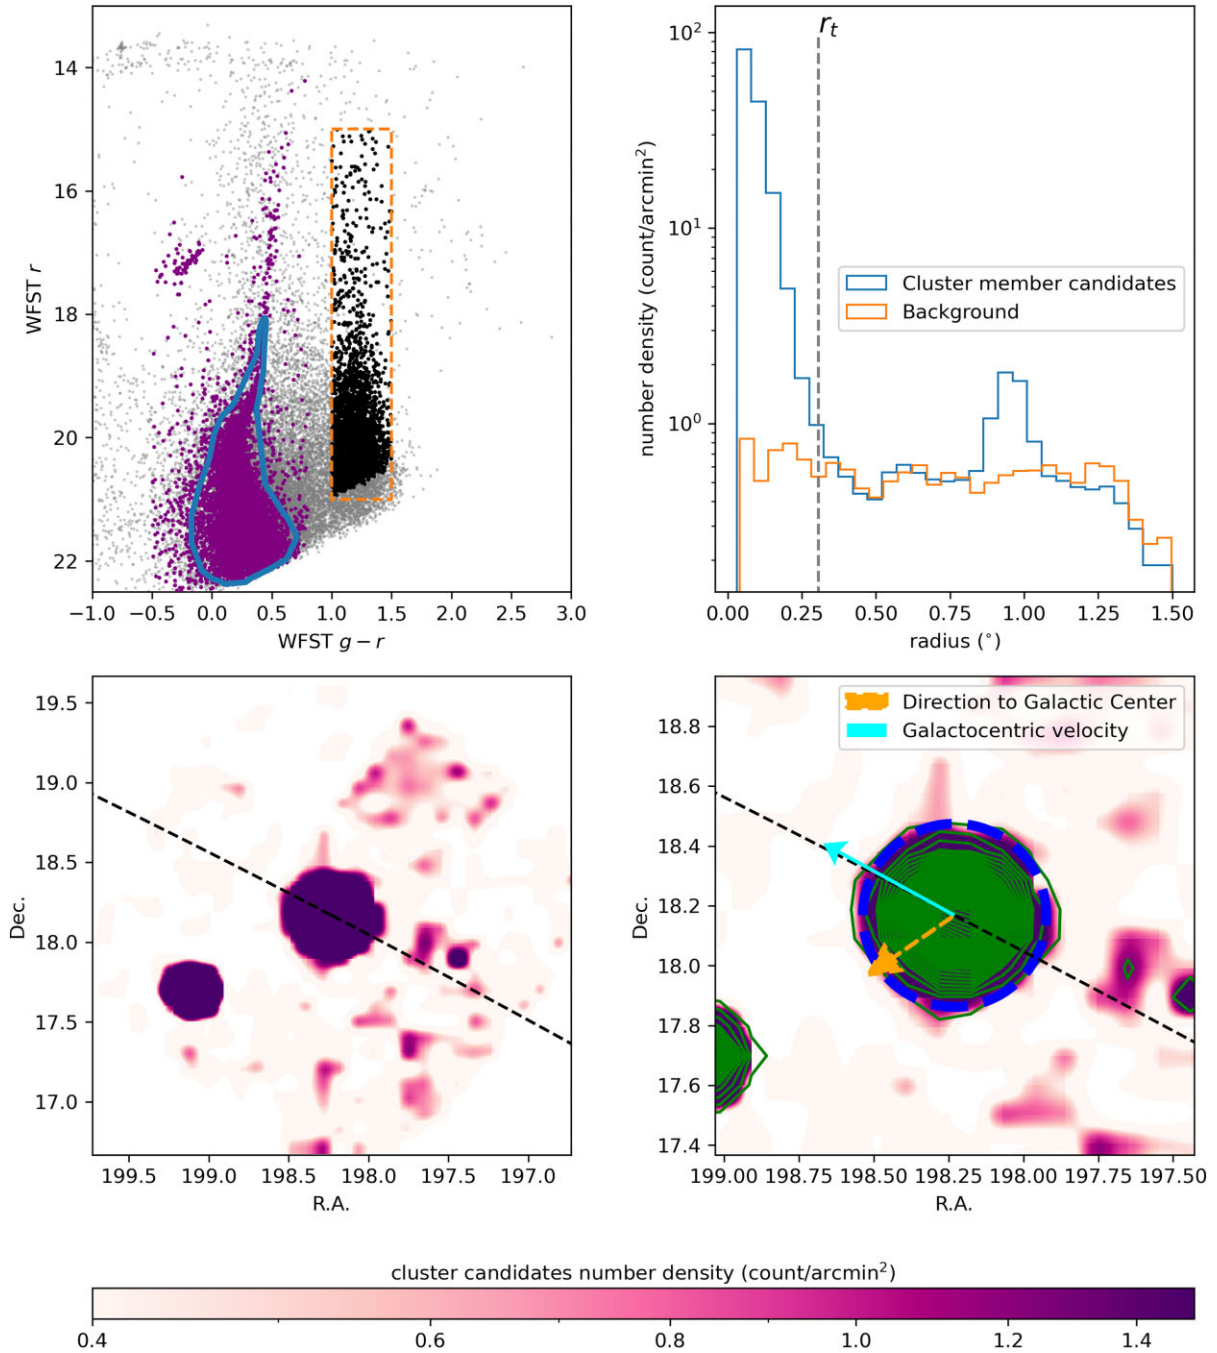 14
16
18
20
22
WFST r
−1.0 −0.5 0.0 0.5 1.0 1.5 2.0 2.5 3.0
WFST g − r
r_t
10²
10¹
10⁰
number density (count/arcmin²)
Cluster member candidates
Background
0.00 0.25 0.50 0.75 1.00 1.25 1.50
radius (°)
19.5
19.0
18.5
18.0
17.5
17.0
Dec.
199.5 199.0 198.5 198.0 197.5 197.0
R.A.
Direction to Galactic Center
Galactocentric velocity
18.8
18.6
18.4
18.2
18.0
17.8
17.6
17.4
Dec.
199.00 198.75 198.50 198.25 198.00 197.75 197.50
R.A.
cluster candidates number density (count/arcmin²)
0.4 0.6 0.8 1.0 1.2 1.4